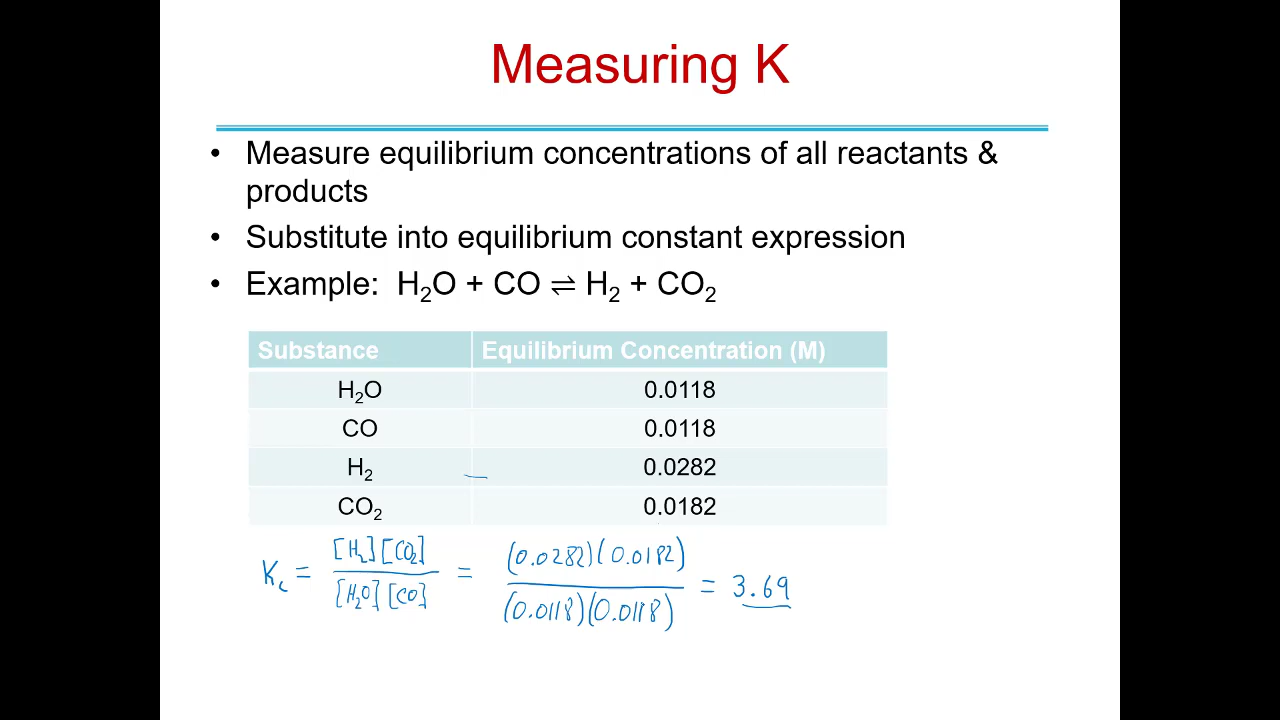 Measuring K
• Measure equilibrium concentrations of all reactants &
products
• Substitute into equilibrium constant expression
• Example: H₂O + CO ⇌ H₂ + CO₂
Substance Equilibrium Concentration (M)
H₂O 0.0118
CO 0.0118
H₂ 0.0282
CO₂ 0.0182
[H₂][CO₂] (0.0282)(0.0182)
K꜀ = = = 3.69
[H₂O][CO] (0.0118)(0.0118)